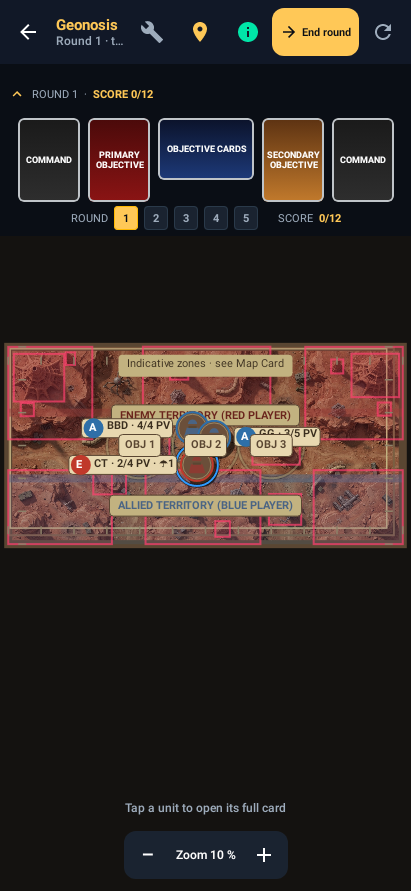 Geonosis
Round 1 · t...
End round
ROUND 1 · SCORE 0/12
COMMAND
PRIMARY
OBJECTIVE
OBJECTIVE CARDS
SECONDARY
OBJECTIVE
COMMAND
ROUND 1 2 3 4 5 SCORE 0/12
Indicative zones · see Map Card
ENEMY TERRITORY (RED PLAYER)
A BBD · 4/4 PV
A GG · 3/5 PV
OBJ 1
OBJ 2
OBJ 3
E CT · 2/4 PV · ☂1
ALLIED TERRITORY (BLUE PLAYER)
Tap a unit to open its full card
− Zoom 10 % +